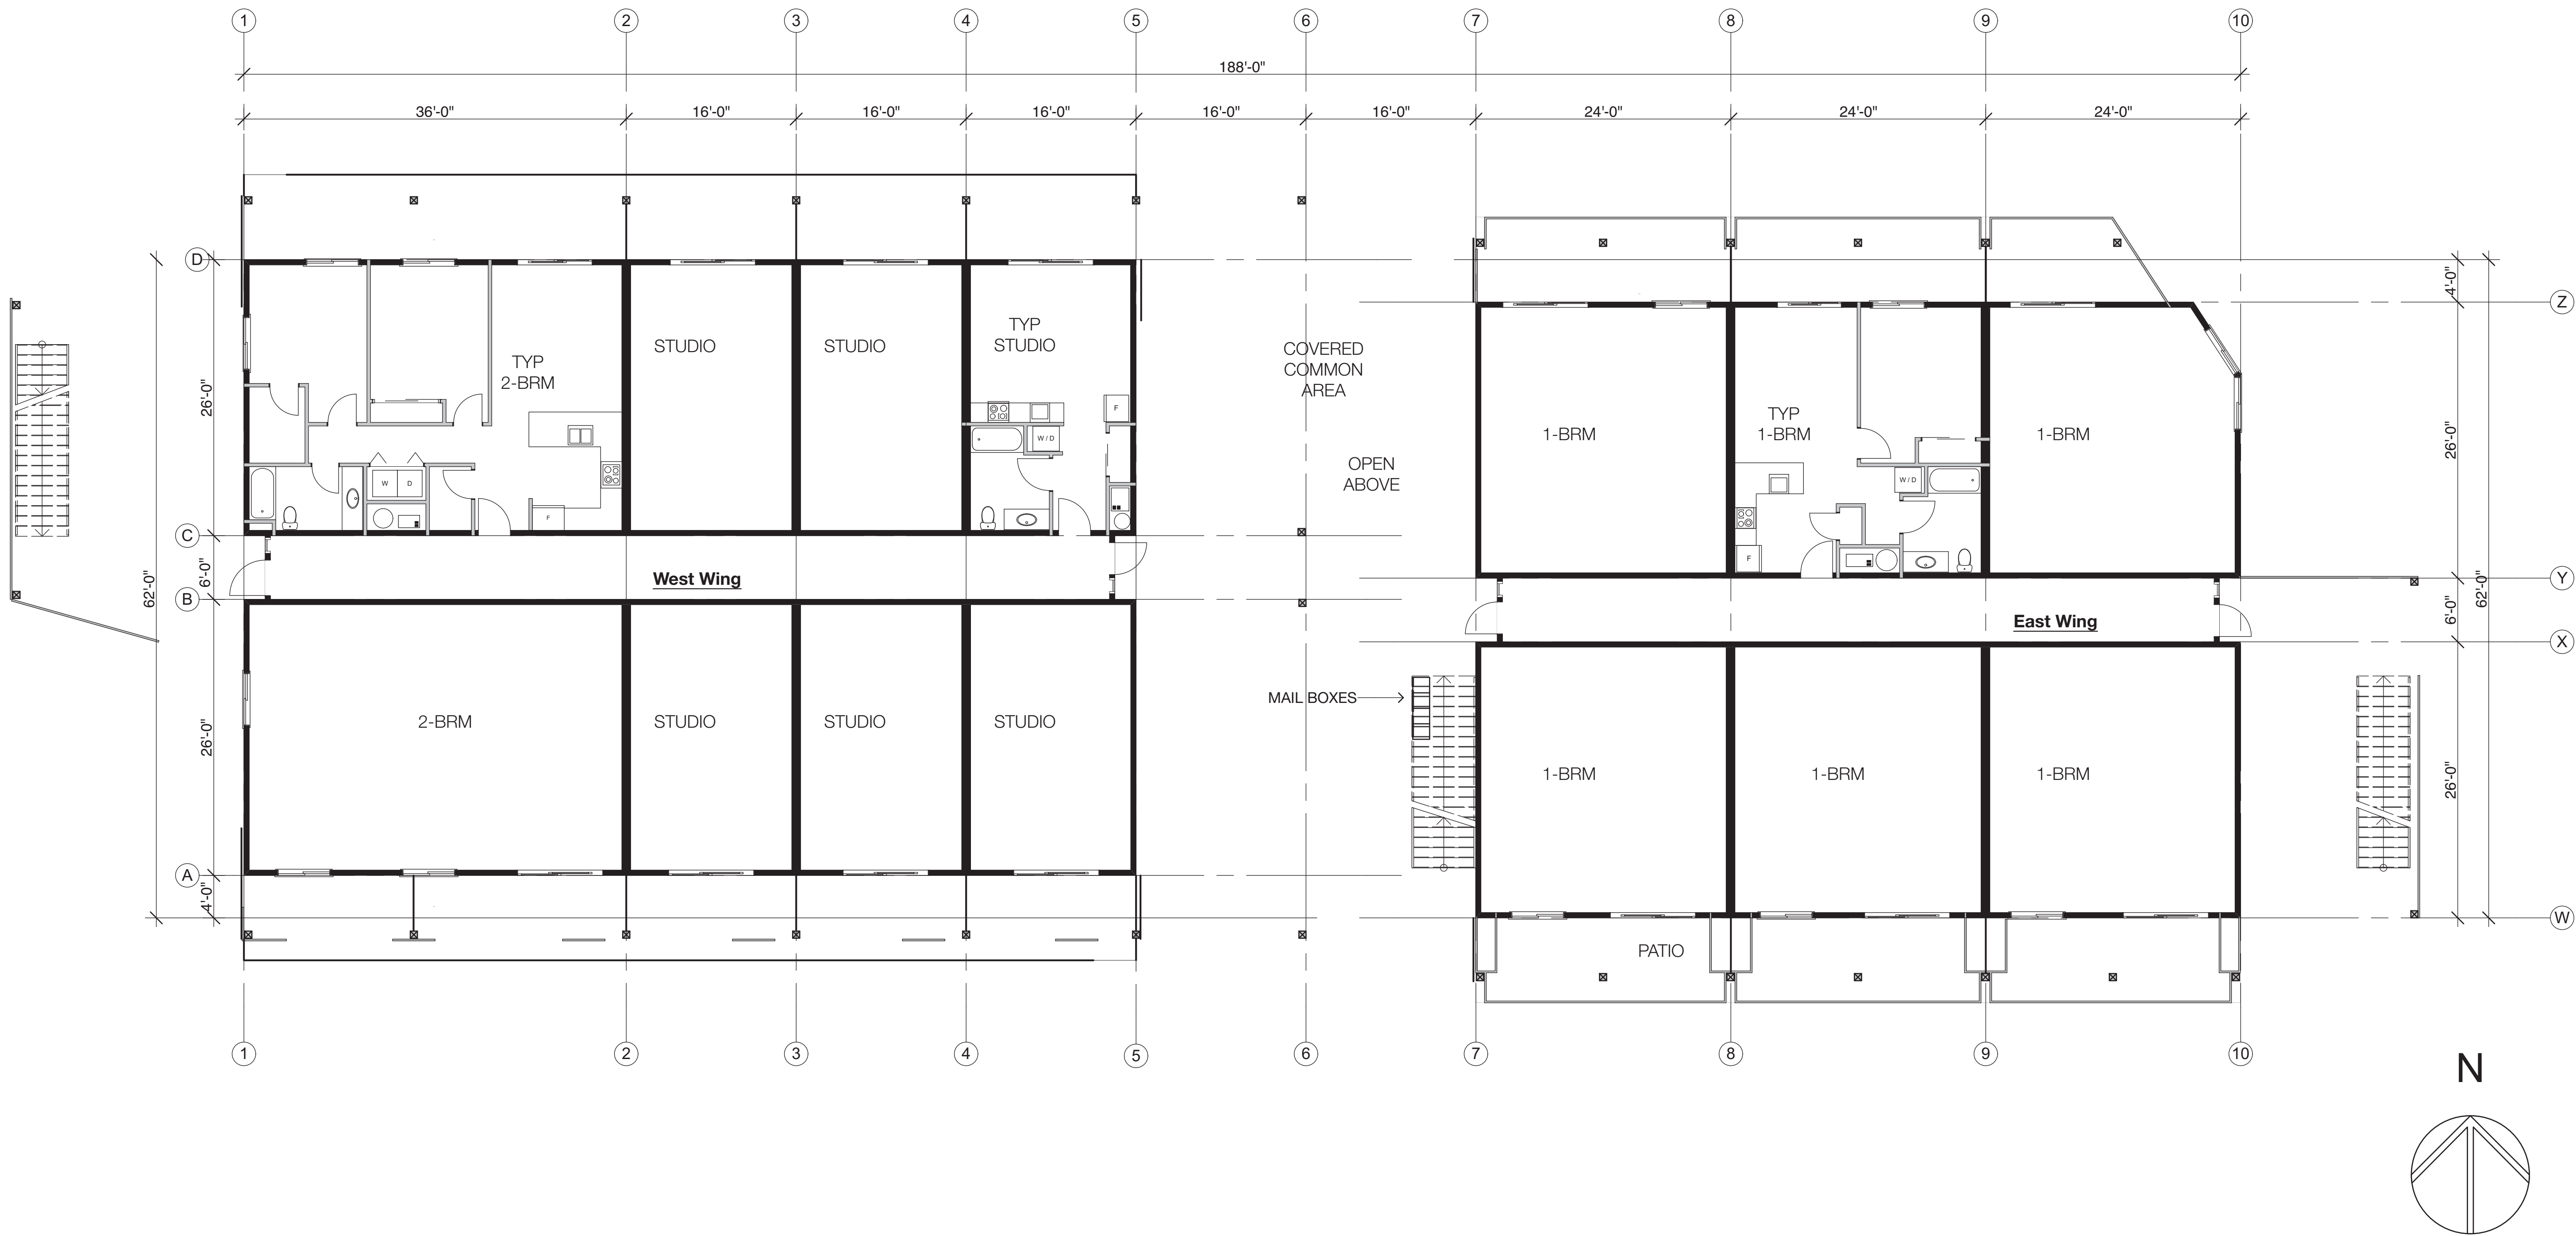 1 2 3 4 5 6 7 8 9 10
188'-0"
36'-0" 16'-0" 16'-0" 16'-0" 16'-0" 16'-0" 24'-0" 24'-0" 24'-0"
D
4'-0"
Z
26'-0"
TYP
2-BRM
STUDIO
STUDIO
TYP
STUDIO
COVERED
COMMON
AREA
OPEN
ABOVE
1-BRM
TYP
1-BRM
1-BRM
26'-0"
F
W / D
W D
F
W / D
F
C
6'-0"
62'-0"
B
West Wing
Y
62'-0"
6'-0"
East Wing
X
26'-0"
2-BRM
STUDIO
STUDIO
STUDIO
MAIL BOXES
1-BRM
1-BRM
1-BRM
26'-0"
A
4'-0"
W
PATIO
1 2 3 4 5 6 7 8 9 10
N